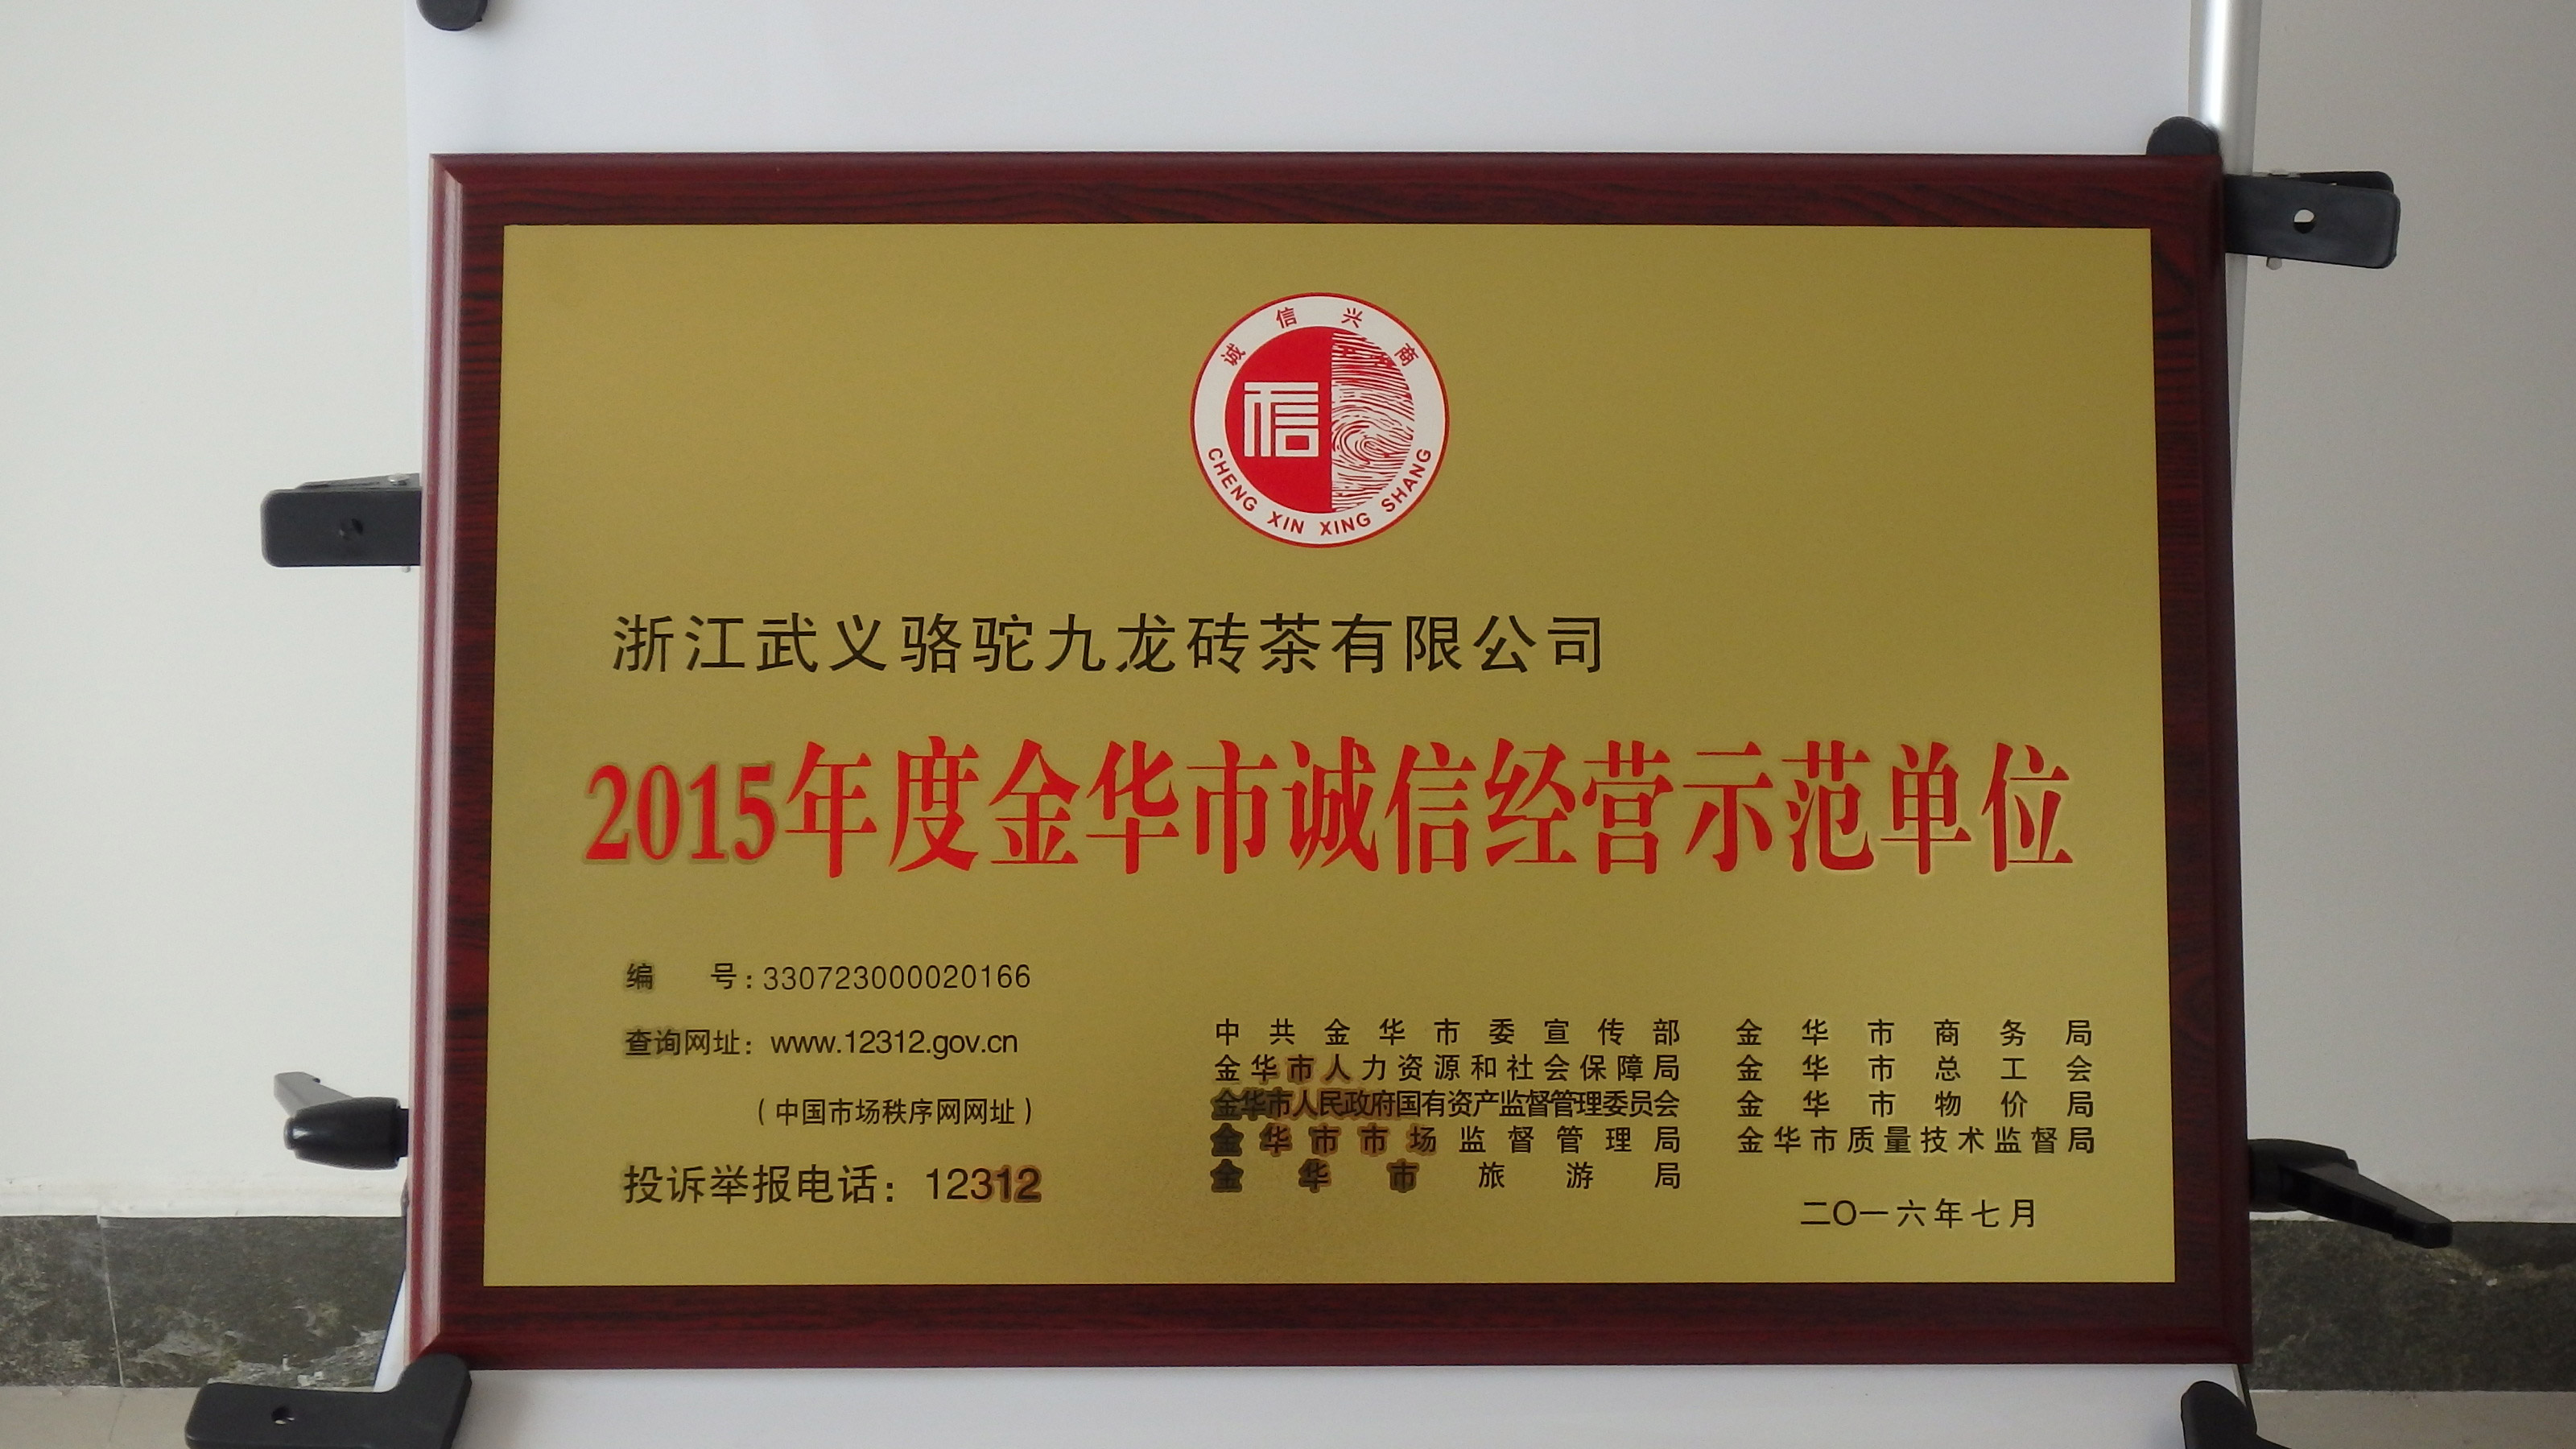 诚信兴商
信
CHENG XIN XING SHANG
浙江武义骆驼九龙砖茶有限公司
2015年度金华市诚信经营示范单位
编 号：330723000020166
查询网址：www.12312.gov.cn
（中国市场秩序网网址）
投诉举报电话：12312
中共金华市委宣传部
金华市人力资源和社会保障局
金华市人民政府国有资产监督管理委员会
金华市市场监督管理局
金华市旅游局
金华市商务局
金华市总工会
金华市物价局
金华市质量技术监督局
二〇一六年七月